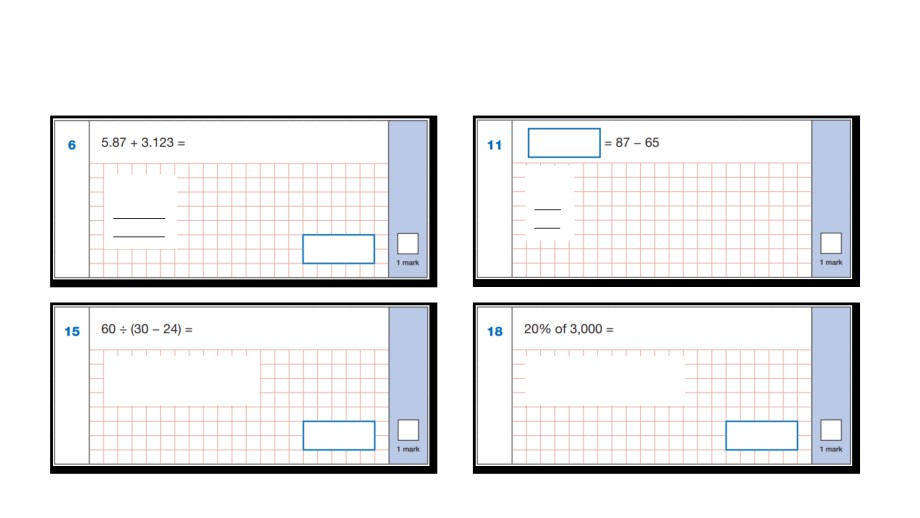 6 5.87 + 3.123 =
1 mark
11 = 87 − 65
1 mark
15 60 ÷ (30 − 24) =
1 mark
18 20% of 3,000 =
1 mark